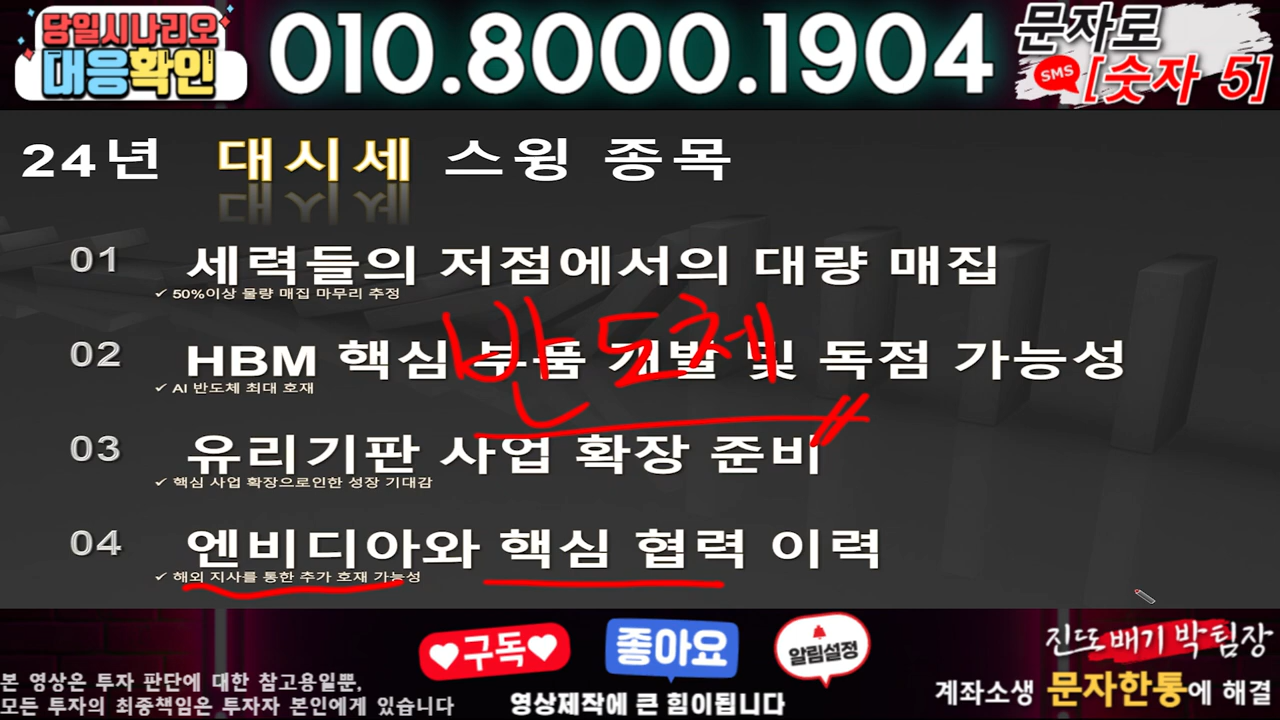 당일시나리오
대응확인
010.8000.1904
문자로
SMS [숫자 5]
24년 대시세 스윙 종목
01 세력들의 저점에서의 대량 매집
✓ 50%이상 물량 매집 마무리 추정
02 HBM 핵심 부품 개발 및 독점 가능성
✓ AI 반도체 최대 호재
반도체
03 유리기판 사업 확장 준비
✓ 핵심 사업 확장으로인한 성장 기대감
04 엔비디아와 핵심 협력 이력
✓ 해외 지사를 통한 추가 호재 가능성
본 영상은 투자 판단에 대한 참고용일뿐,
모든 투자의 최종책임은 투자자 본인에게 있습니다
구독
좋아요
알림설정
영상제작에 큰 힘이됩니다
진또배기 박팀장
계좌소생 문자한통에 해결